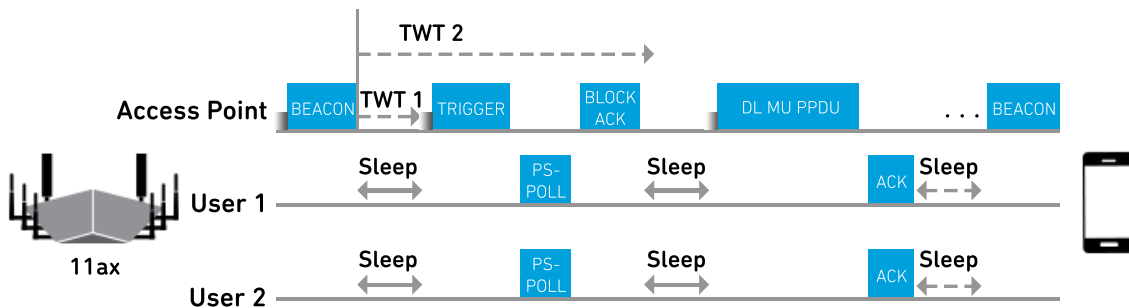 TWT 2
Access Point
BEACON
TWT 1
TRIGGER
BLOCK
ACK
DL MU PPDU
. . .
BEACON
User 1
Sleep
PS-
POLL
Sleep
ACK
Sleep
11ax
User 2
Sleep
PS-
POLL
Sleep
ACK
Sleep